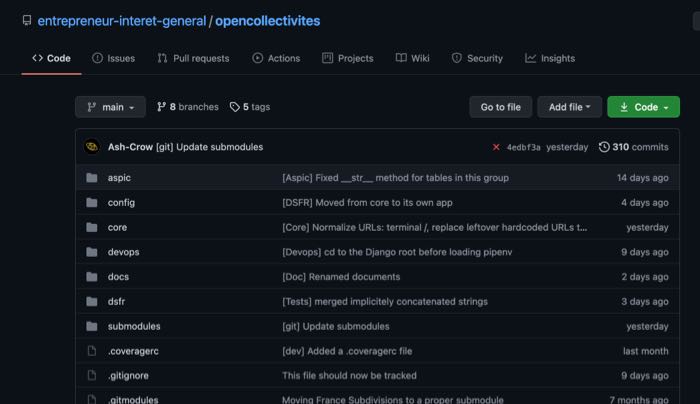 entrepreneur-interet-general / opencollectivites
Code Issues Pull requests Actions Projects Wiki Security Insights
main 8 branches 5 tags Go to file Add file Code
Ash-Crow [git] Update submodules 4edbf3a yesterday 310 commits
aspic [Aspic] Fixed __str__ method for tables in this group 14 days ago
config [DSFR] Moved from core to its own app 4 days ago
core [Core] Normalize URLs: terminal /, replace leftover hardcoded URLs t... yesterday
devops [Devops] cd to the Django root before loading pipenv 9 days ago
docs [Doc] Renamed documents 2 days ago
dsfr [Tests] merged implicitely concatenated strings 3 days ago
submodules [git] Update submodules yesterday
.coveragerc [dev] Added a .coveragerc file last month
.gitignore This file should now be tracked 9 days ago
.gitmodules Moving France Subdivisions to a proper submodule 7 months ago